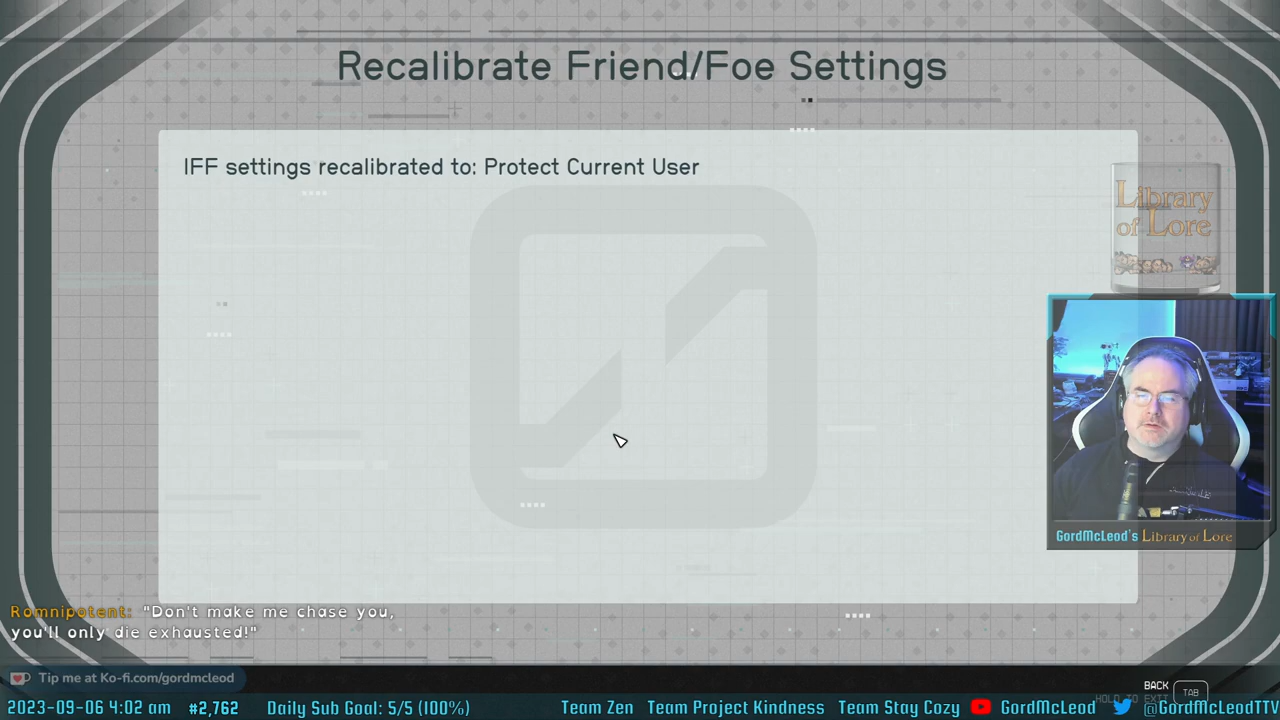 Recalibrate Friend/Foe Settings
IFF settings recalibrated to: Protect Current User
Library
of Lore
GordMcLeod's Library of Lore
Romnipotent: "Don't make me chase you,
you'll only die exhausted!"
Tip me at Ko-fi.com/gordmcleod
BACK
HOLD TO EXIT
TAB
2023-09-06 4:02 am #2,762 Daily Sub Goal: 5/5 (100%) Team Zen Team Project Kindness Team Stay Cozy GordMcLeod @GordMcLeodTTV